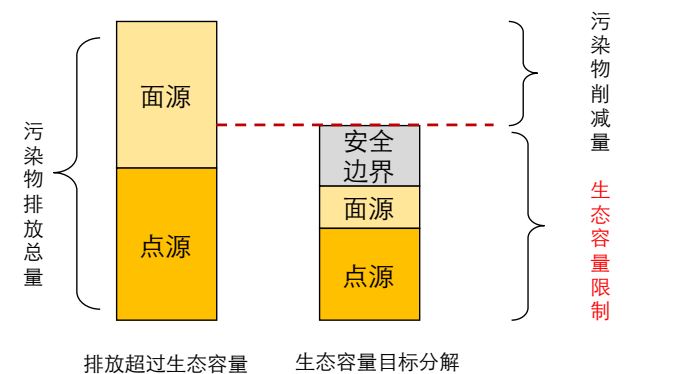 污染物排放总量
面源
点源
安全
边界
面源
点源
污染物削减量
生态容量限制
排放超过生态容量
生态容量目标分解